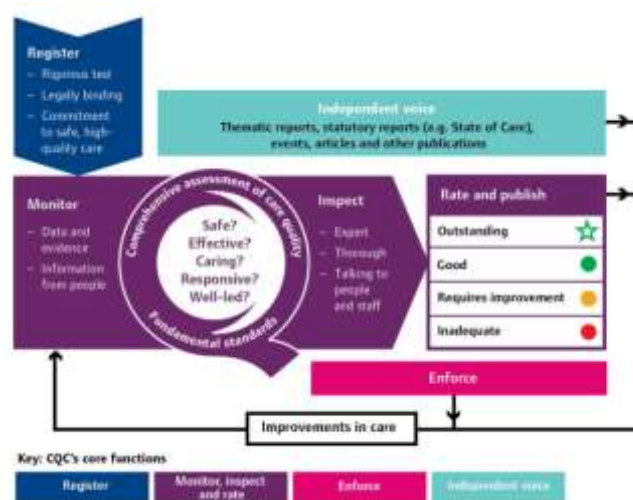 Register
– Rigorous test
– Legally binding
– Commitment
to safe, high-
quality care
Independent voice
Thematic reports, statutory reports (e.g. State of Care),
events, articles and other publications
Monitor
– Data and
evidence
– Information
from people
Comprehensive assessment of care quality
Safe?
Effective?
Caring?
Responsive?
Well-led?
Fundamental standards
Inspect
– Expert
– Thorough
– Talking to
people
and staff
Rate and publish
Outstanding
Good
Requires improvement
Inadequate
Enforce
Improvements in care
Key: CQC's core functions
Register
Monitor, inspect
and rate
Enforce
Independent voice